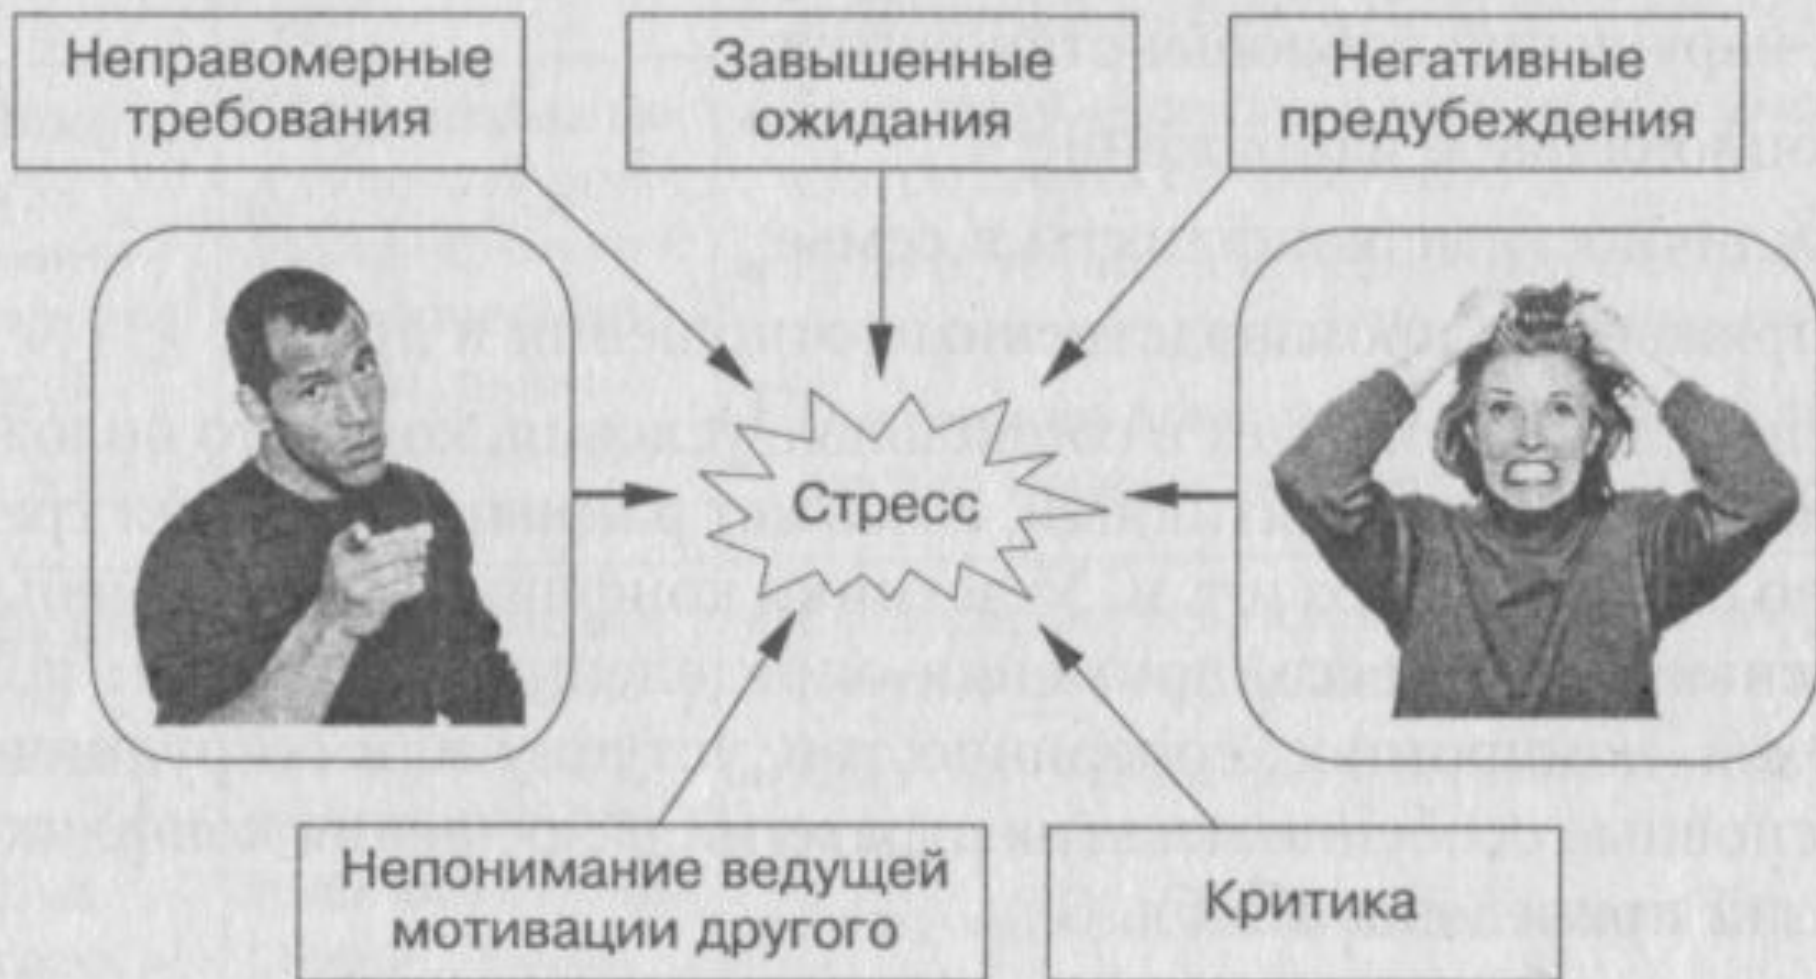 Неправомерные
требования
Завышенные
ожидания
Негативные
предубеждения
Стресс
Непонимание ведущей
мотивации другого
Критика